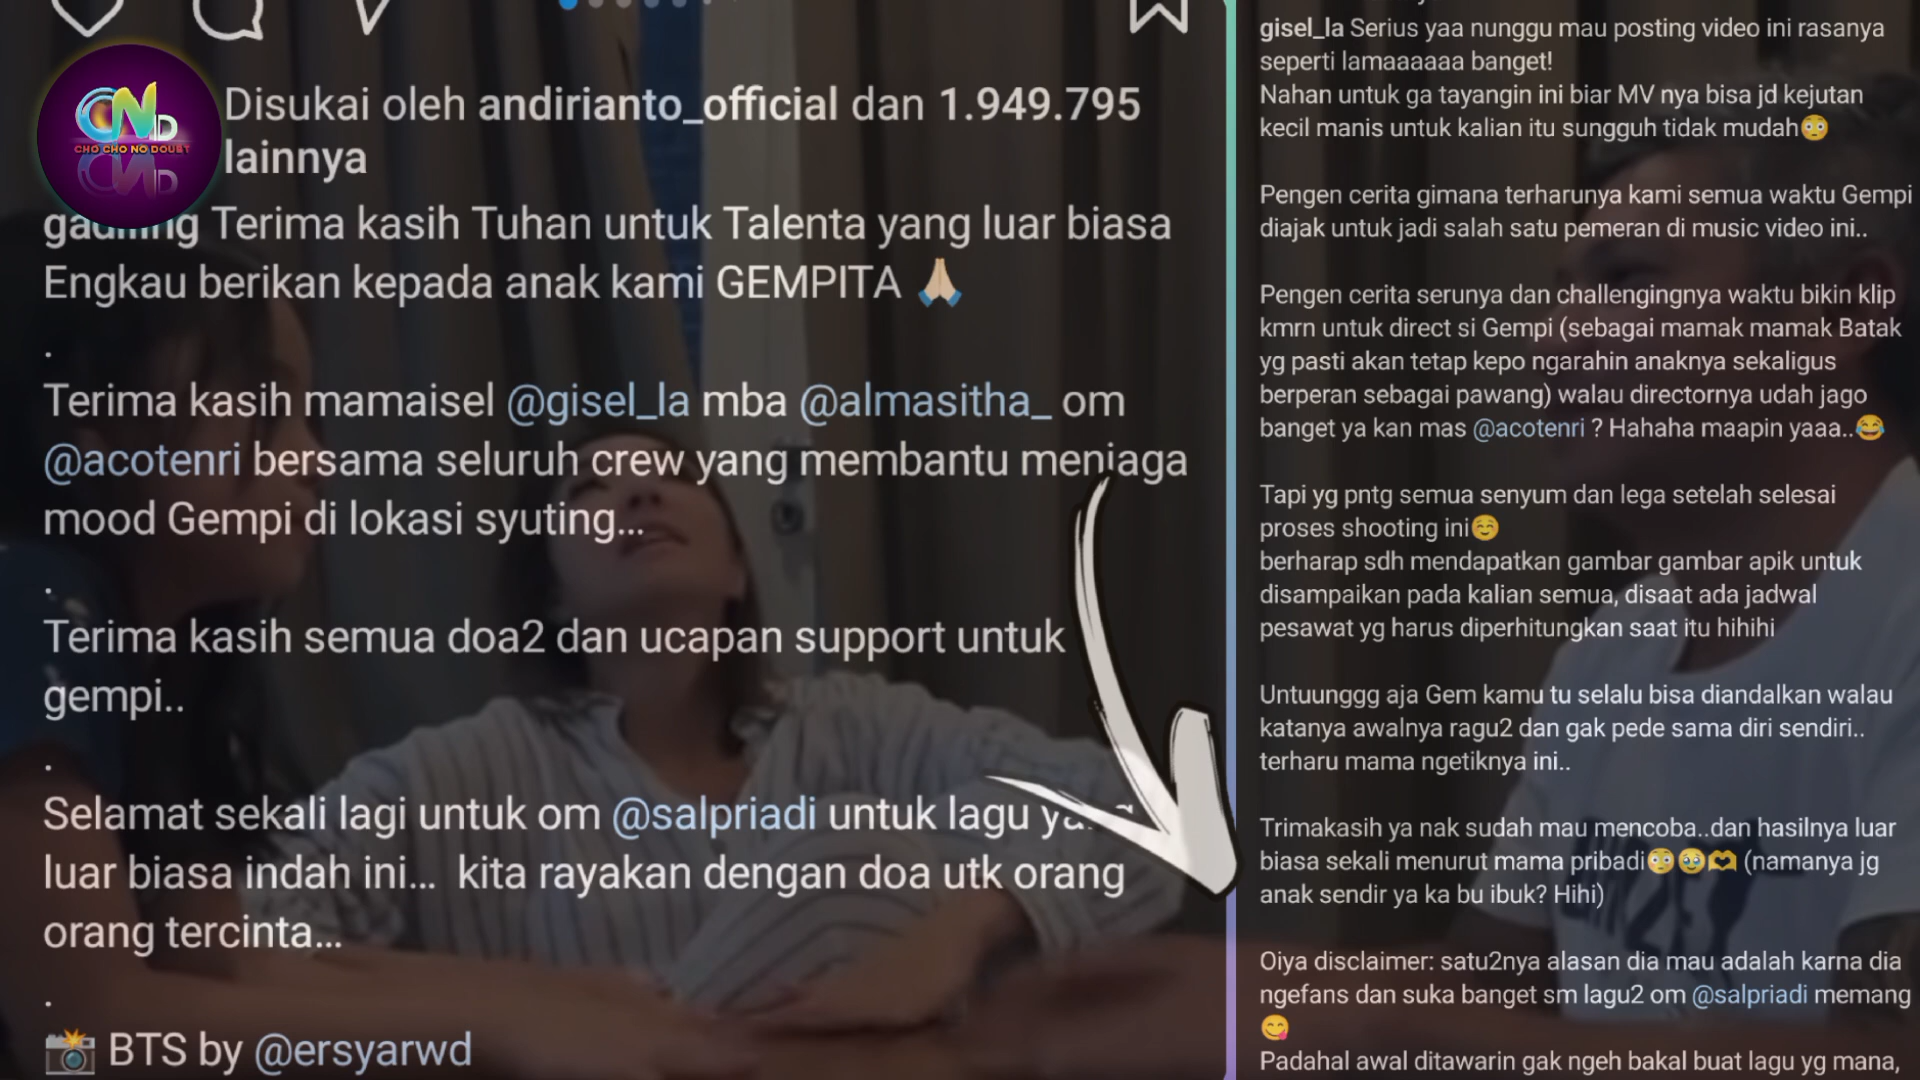 CND
CHO CHO NO DOUBT
Disukai oleh andirianto_official dan 1.949.795
lainnya
Terima kasih Tuhan untuk Talenta yang luar biasa
Engkau berikan kepada anak kami GEMPITA 🙏🏻
.
Terima kasih mamaisel @gisel_la mba @almasitha_ om
@acotenri bersama seluruh crew yang membantu menjaga
mood Gempi di lokasi syuting...
.
Terima kasih semua doa2 dan ucapan support untuk
gempi..
.
Selamat sekali lagi untuk om @salpriadi untuk lagu
luar biasa indah ini... kita rayakan dengan doa utk orang
orang tercinta...
.
📸 BTS by @ersyarwd
gisel_la Serius yaa nunggu mau posting video ini rasanya
seperti lamaaaaaa banget!
Nahan untuk ga tayangin ini biar MV nya bisa jd kejutan
kecil manis untuk kalian itu sungguh tidak mudah😳
Pengen cerita gimana terharunya kami semua waktu Gempi
diajak untuk jadi salah satu pemeran di music video ini..
Pengen cerita serunya dan challengingnya waktu bikin klip
kmrn untuk direct si Gempi (sebagai mamak mamak Batak
yg pasti akan tetap kepo ngarahin anaknya sekaligus
berperan sebagai pawang) walau directornya udah jago
banget ya kan mas @acotenri ? Hahaha maapin yaaa..😂
Tapi yg pntg semua senyum dan lega setelah selesai
proses shooting ini☺️
berharap sdh mendapatkan gambar gambar apik untuk
disampaikan pada kalian semua, disaat ada jadwal
pesawat yg harus diperhitungkan saat itu hihihi
Untuunggg aja Gem kamu tu selalu bisa diandalkan walau
katanya awalnya ragu2 dan gak pede sama diri sendiri..
terharu mama ngetiknya ini..
Trimakasih ya nak sudah mau mencoba..dan hasilnya luar
biasa sekali menurut mama pribadi😳🥹🫶 (namanya jg
anak sendir ya ka bu ibuk? Hihi)
Oiya disclaimer: satu2nya alasan dia mau adalah karna dia
ngefans dan suka banget sm lagu2 om @salpriadi memang
😋
Padahal awal ditawarin gak ngeh bakal buat lagu yg mana,